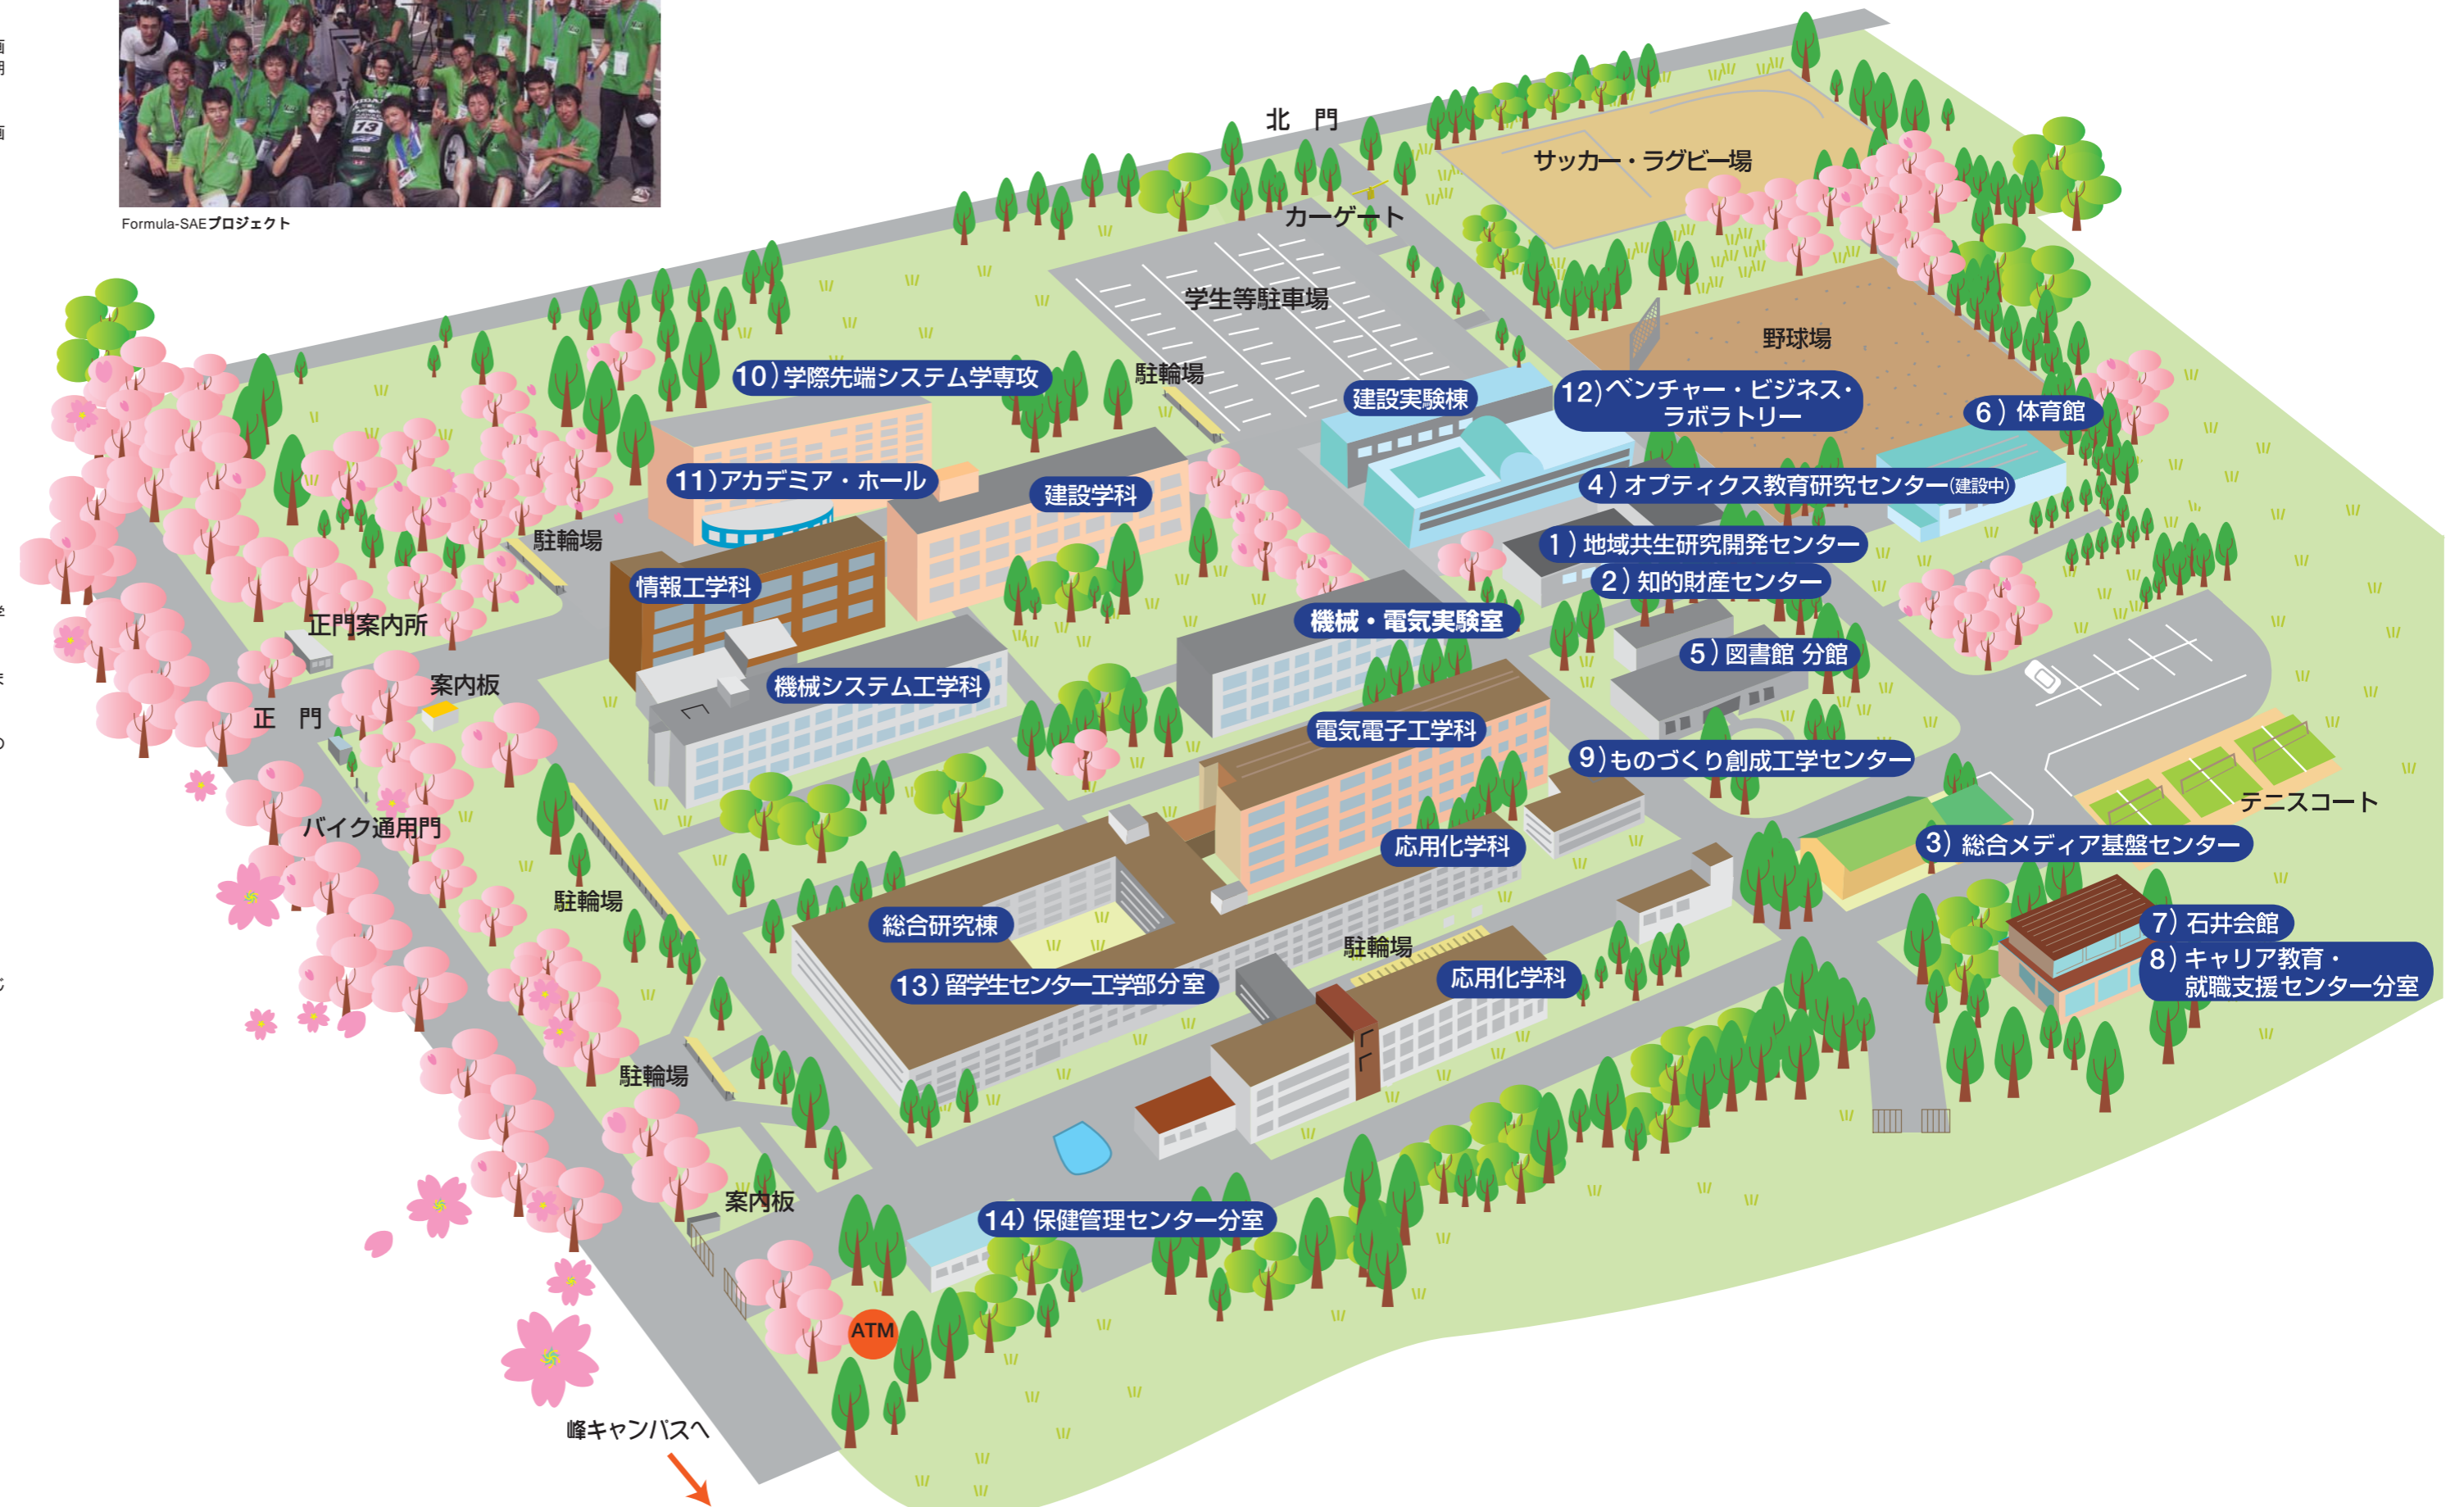 画
期
画
学
ま
の
Formula-SAEプロジェクト
13
北 門
サッカー・ラグビー場
カーゲート
学生等駐車場
野球場
10）学際先端システム学専攻
駐輪場
建設実験棟
12）ベンチャー・ビジネス・
ラボラトリー
6）体育館
11）アカデミア・ホール
建設学科
4）オプティクス教育研究センター(建設中)
駐輪場
1）地域共生研究開発センター
情報工学科
2）知的財産センター
正門案内所
機械・電気実験室
5）図書館 分館
案内板
機械システム工学科
正 門
電気電子工学科
9）ものづくり創成工学センター
テニスコート
バイク通用門
応用化学科
3）総合メディア基盤センター
駐輪場
総合研究棟
7）石井会館
駐輪場
8）キャリア教育・
就職支援センター分室
13）留学生センター工学部分室
応用化学科
駐輪場
案内板
14）保健管理センター分室
ATM
峰キャンパスへ